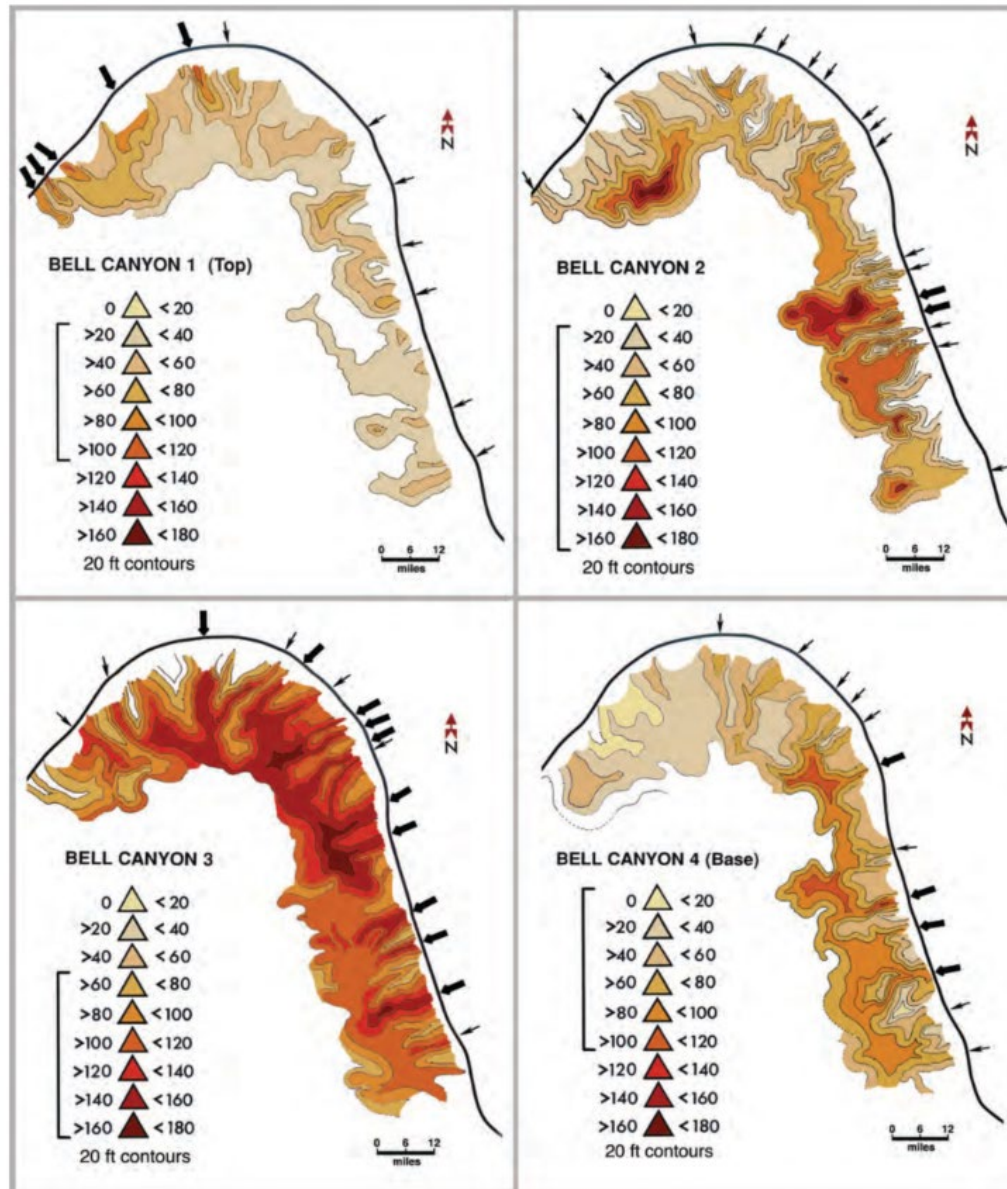 N
BELL CANYON 1 (Top)
0 < 20
>20 < 40
>40 < 60
>60 < 80
>80 < 100
>100 < 120
>120 < 140
>140 < 160
>160 < 180
20 ft contours
0 6 12
miles
N
BELL CANYON 2
0 < 20
>20 < 40
>40 < 60
>60 < 80
>80 < 100
>100 < 120
>120 < 140
>140 < 160
>160 < 180
20 ft contours
0 6 12
miles
N
BELL CANYON 3
0 < 20
>20 < 40
>40 < 60
>60 < 80
>80 < 100
>100 < 120
>120 < 140
>140 < 160
>160 < 180
20 ft contours
0 6 12
miles
N
BELL CANYON 4 (Base)
0 < 20
>20 < 40
>40 < 60
>60 < 80
>80 < 100
>100 < 120
>120 < 140
>140 < 160
>160 < 180
20 ft contours
0 6 12
miles